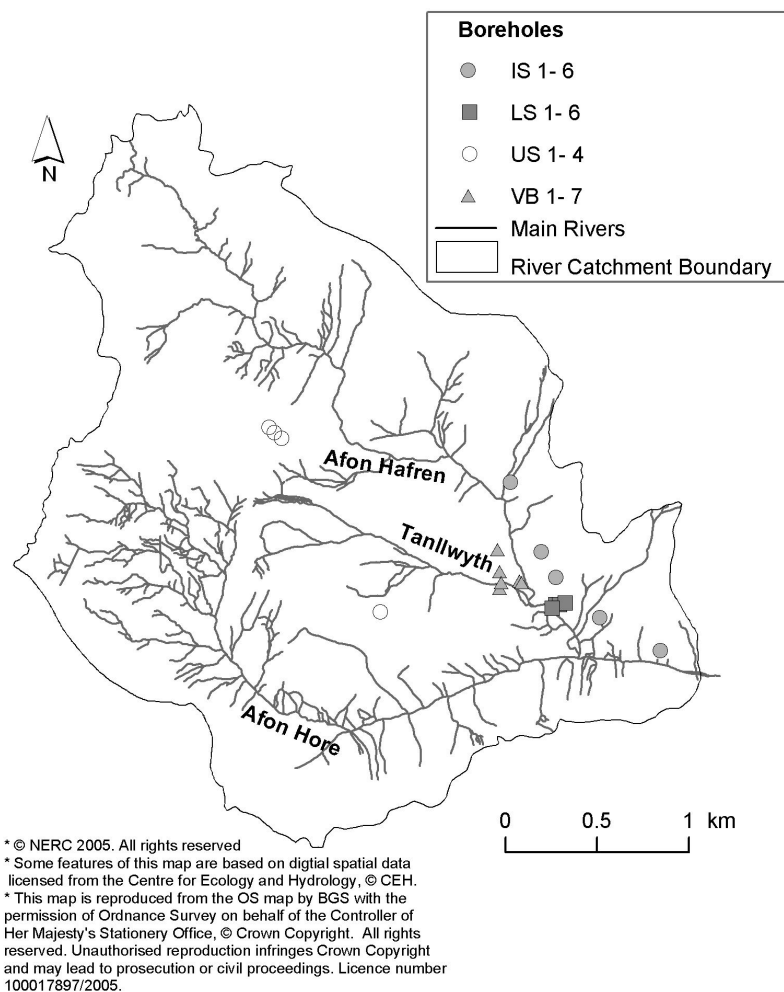 Boreholes
IS 1- 6
LS 1- 6
US 1- 4
VB 1- 7
Main Rivers
River Catchment Boundary
N
Afon Hafren
Tanllwyth
Afon Hore
0 0.5 1 km
* © NERC 2005. All rights reserved
* Some features of this map are based on digtial spatial data
licensed from the Centre for Ecology and Hydrology, © CEH.
* This map is reproduced from the OS map by BGS with the
permission of Ordnance Survey on behalf of the Controller of
Her Majesty's Stationery Office, © Crown Copyright. All rights
reserved. Unauthorised reproduction infringes Crown Copyright
and may lead to prosecution or civil proceedings. Licence number
100017897/2005.